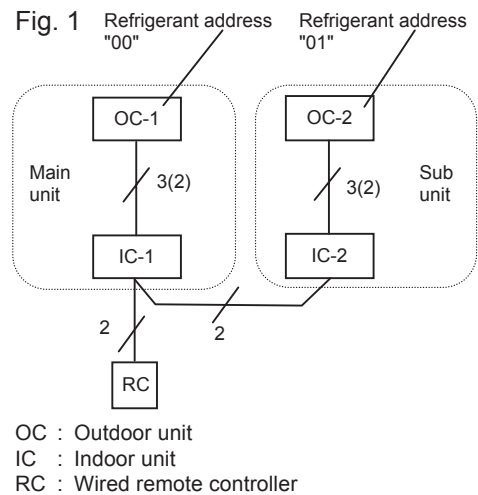 Fig. 1
Refrigerant address "00"
Refrigerant address "01"
OC-1
OC-2
Main unit
3(2)
3(2)
Sub unit
IC-1
IC-2
2
2
RC
OC : Outdoor unit
IC : Indoor unit
RC : Wired remote controller